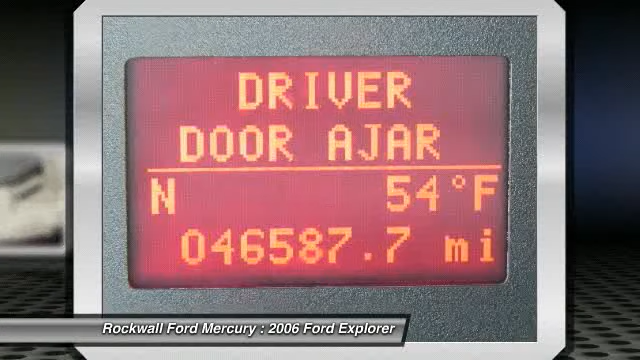 DRIVER
DOOR AJAR
N 54°F
046587.7 mi
Rockwall Ford Mercury : 2006 Ford Explorer